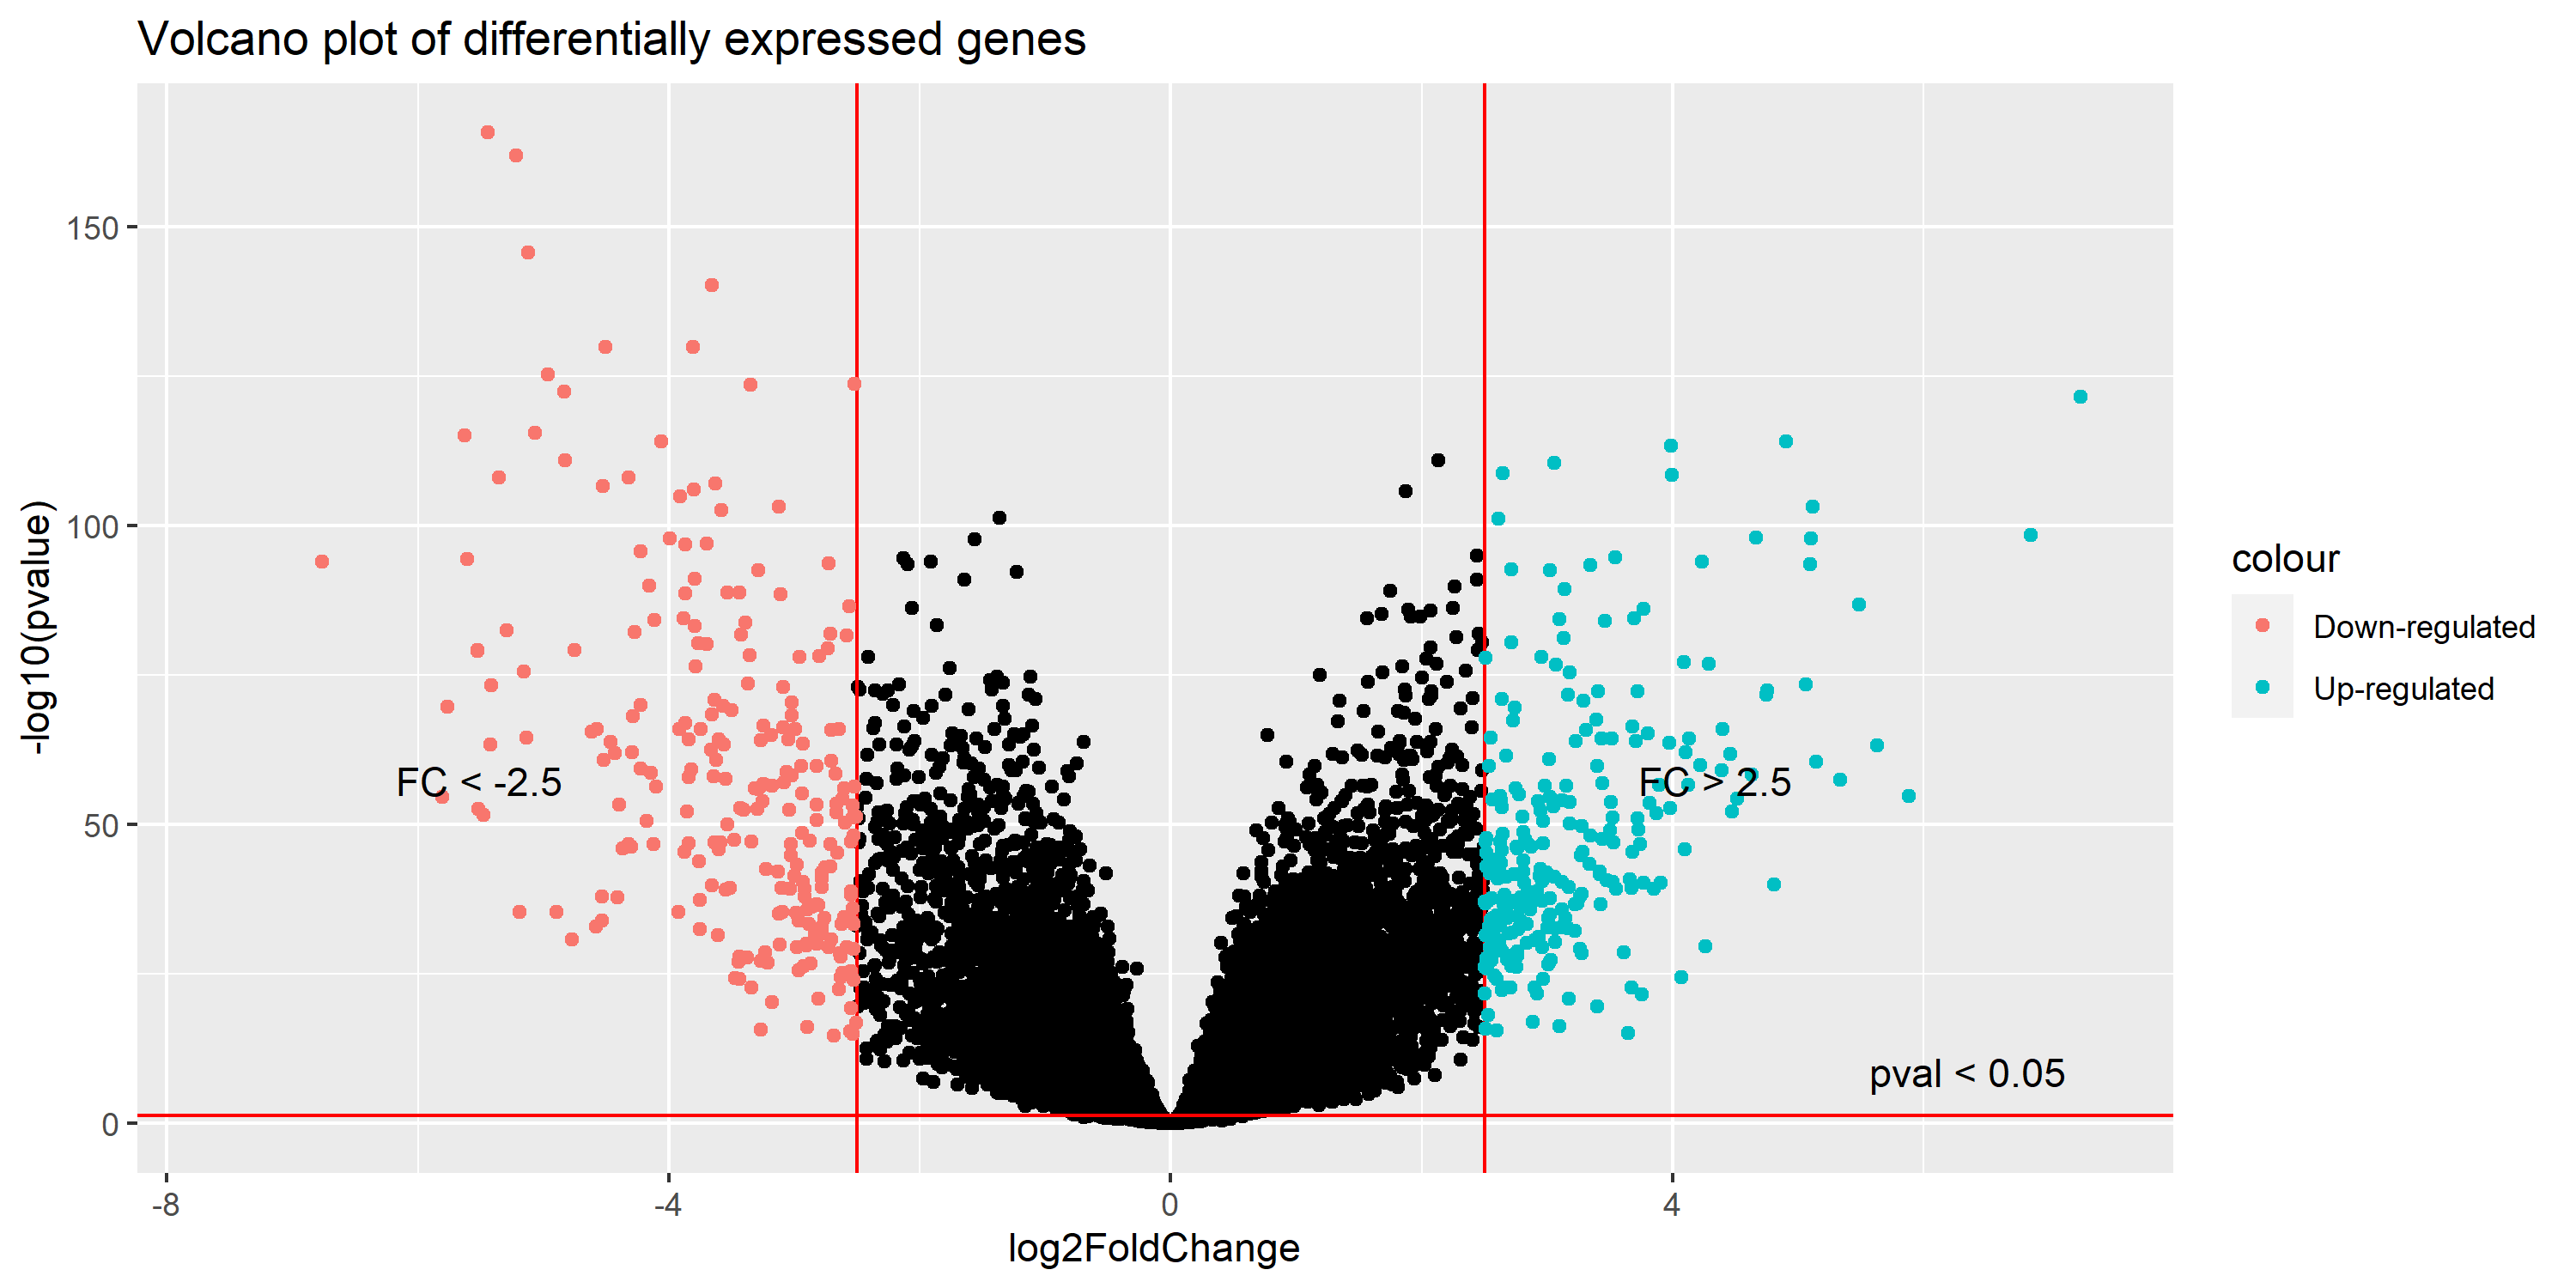 Volcano plot of differentially expressed genes
-log10(pvalue)
150
100
50
0
FC < -2.5
FC > 2.5
pval < 0.05
-8
-4
0
4
log2FoldChange
colour
Down-regulated
Up-regulated